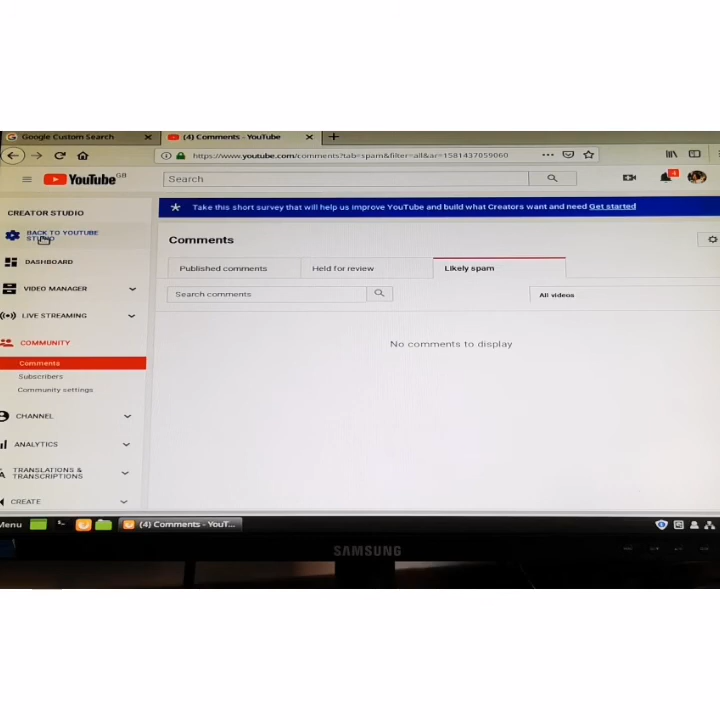 Google Custom Search
(4) Comments - YouTube
https://www.youtube.com/comments?tab=spam&filter=all&ar=1581437059060
YouTube GB
Search
4
CREATOR STUDIO
Take this short survey that will help us improve YouTube and build what Creators want and need Get started
BACK TO YOUTUBE
STUDIO
Comments
DASHBOARD
Published comments
Held for review
Likely spam
VIDEO MANAGER
Search comments
All videos
LIVE STREAMING
COMMUNITY
No comments to display
Comments
Subscribers
Community settings
CHANNEL
ANALYTICS
TRANSLATIONS &
TRANSCRIPTIONS
CREATE
Menu
(4) Comments - YouT...
SAMSUNG